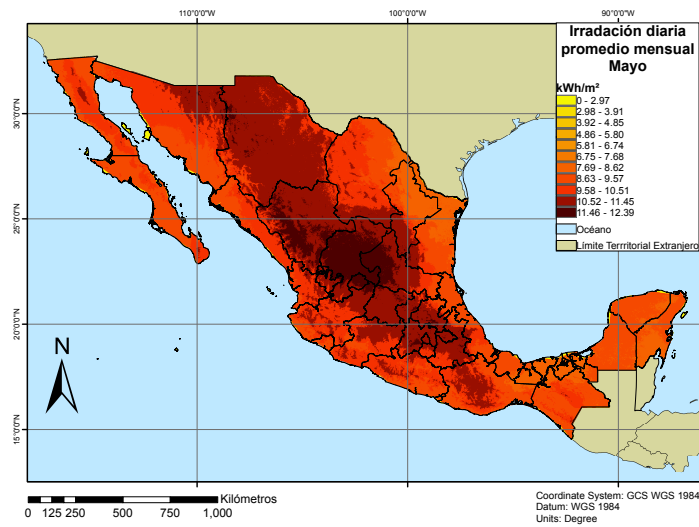 110°0'0"W
100°0'0"W
90°0'0"W
Irradación diaria
promedio mensual
Mayo
kWh/m²
0 - 2.97
2.98 - 3.91
3.92 - 4.85
4.86 - 5.80
5.81 - 6.74
6.75 - 7.68
7.69 - 8.62
8.63 - 9.57
9.58 - 10.51
10.52 - 11.45
11.46 - 12.39
Océano
Límite Terrritorial Extranjero
30°0'0"N
25°0'0"N
20°0'0"N
15°0'0"N
N
Kilómetros
0 125 250 500 750 1,000
Coordinate System: GCS WGS 1984
Datum: WGS 1984
Units: Degree